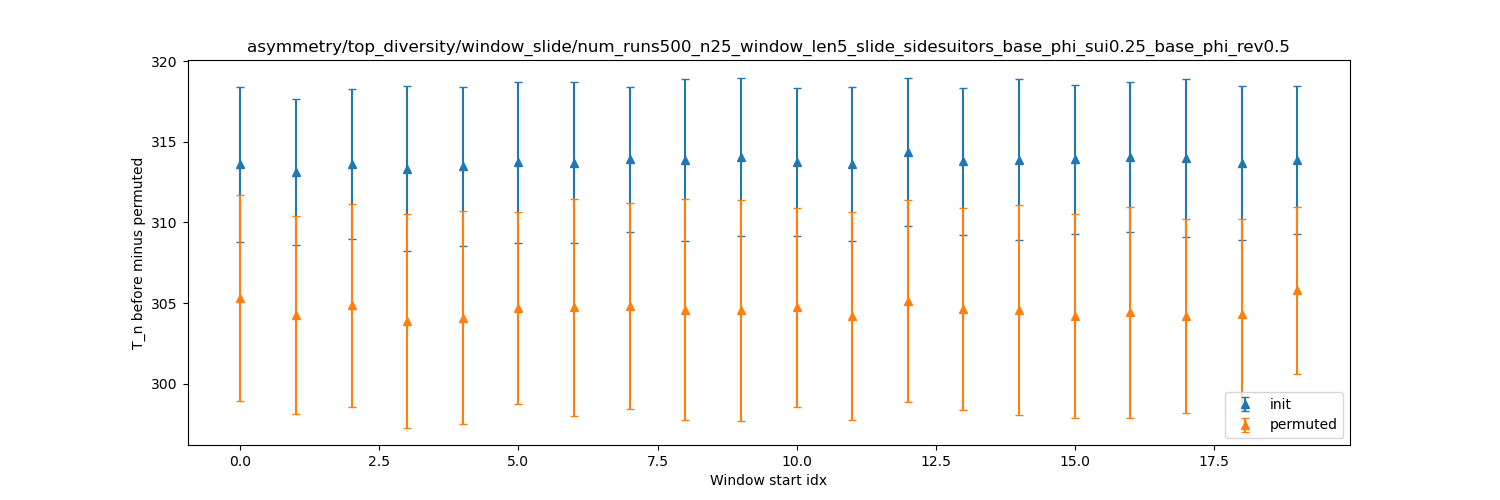 asymmetry/top_diversity/window_slide/num_runs500_n25_window_len5_slide_sidesuitors_base_phi_sui0.25_base_phi_rev0.5
320
315
310
305
300
T_n before minus permuted
0.0 2.5 5.0 7.5 10.0 12.5 15.0 17.5
Window start idx
init
permuted